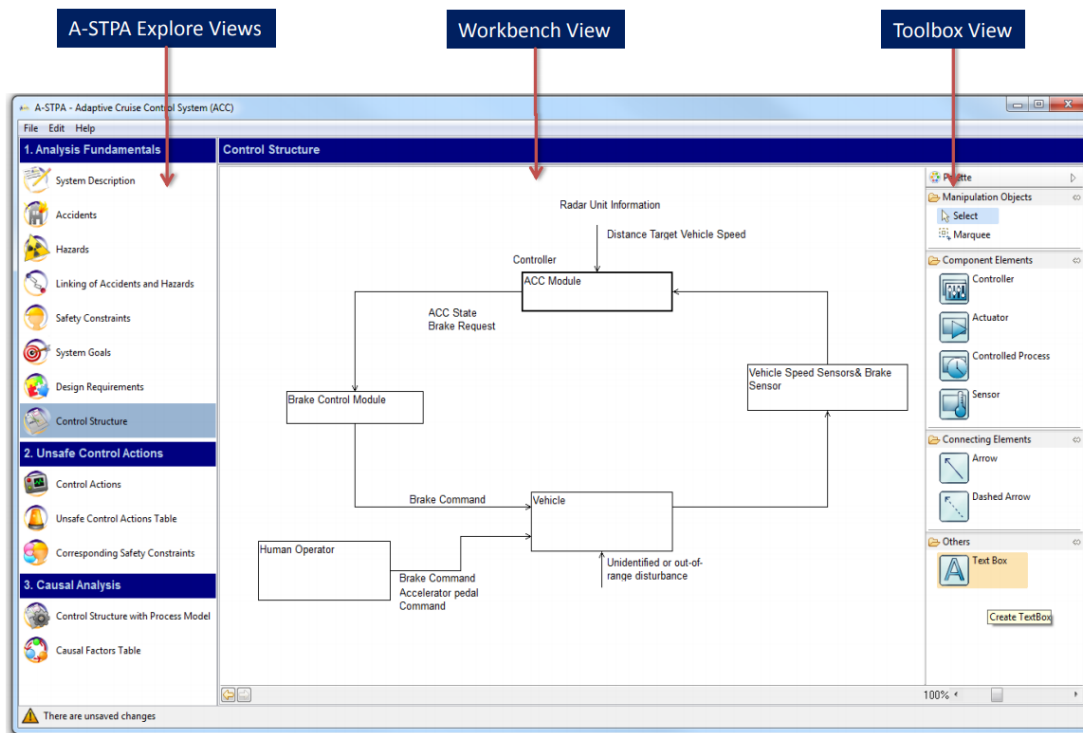 A-STPA Explore Views
Workbench View
Toolbox View
A-STPA - Adaptive Cruise Control System (ACC)
File Edit Help
1. Analysis Fundamentals
System Description
Accidents
Hazards
Linking of Accidents and Hazards
Safety Constraints
System Goals
Design Requirements
Control Structure
2. Unsafe Control Actions
Control Actions
Unsafe Control Actions Table
Corresponding Safety Constraints
3. Causal Analysis
Control Structure with Process Model
Causal Factors Table
There are unsaved changes
Control Structure
Radar Unit Information
Distance Target Vehicle Speed
Controller
ACC Module
ACC State
Brake Request
Brake Control Module
Vehicle Speed Sensors& Brake
Sensor
Brake Command
Vehicle
Human Operator
Brake Command
Accelerator pedal
Command
Unidentified or out-of-
range disturbance
Palette
Manipulation Objects
Select
Marquee
Component Elements
Controller
Actuator
Controlled Process
Sensor
Connecting Elements
Arrow
Dashed Arrow
Others
Text Box
Create TextBox
100%